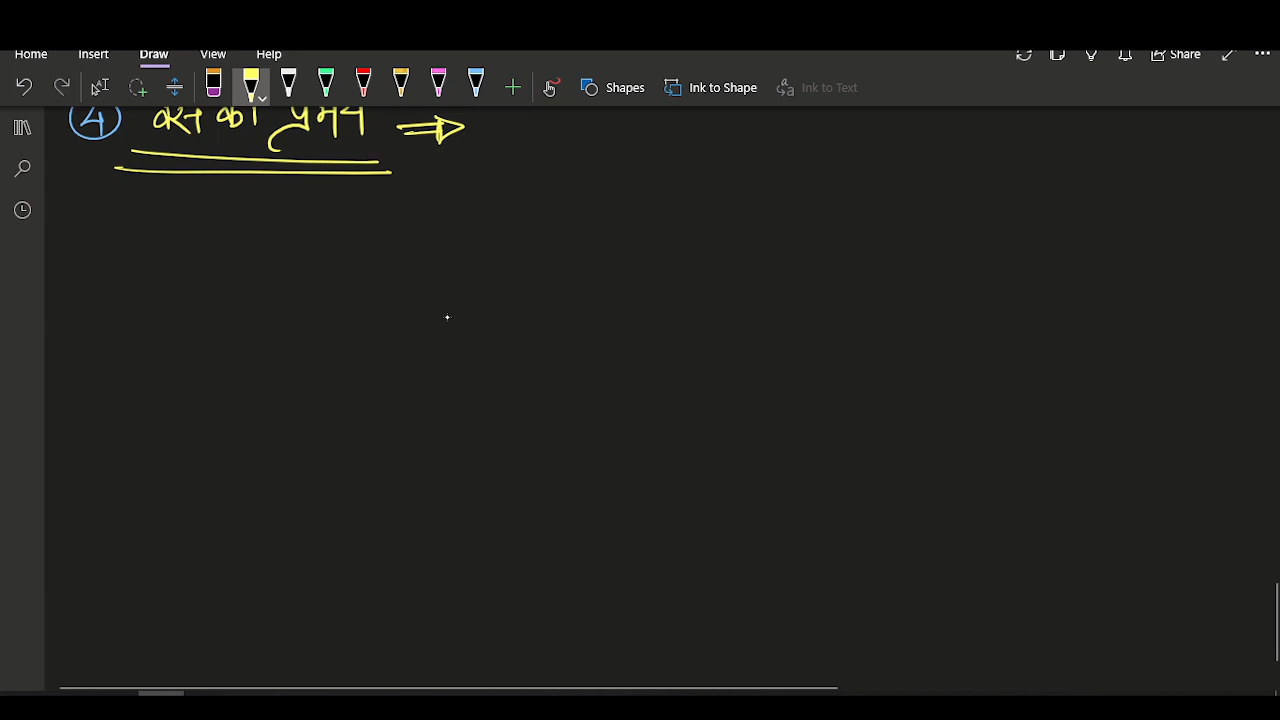 Home Insert Draw View Help Share
Shapes Ink to Shape Ink to Text
④ का ⇒